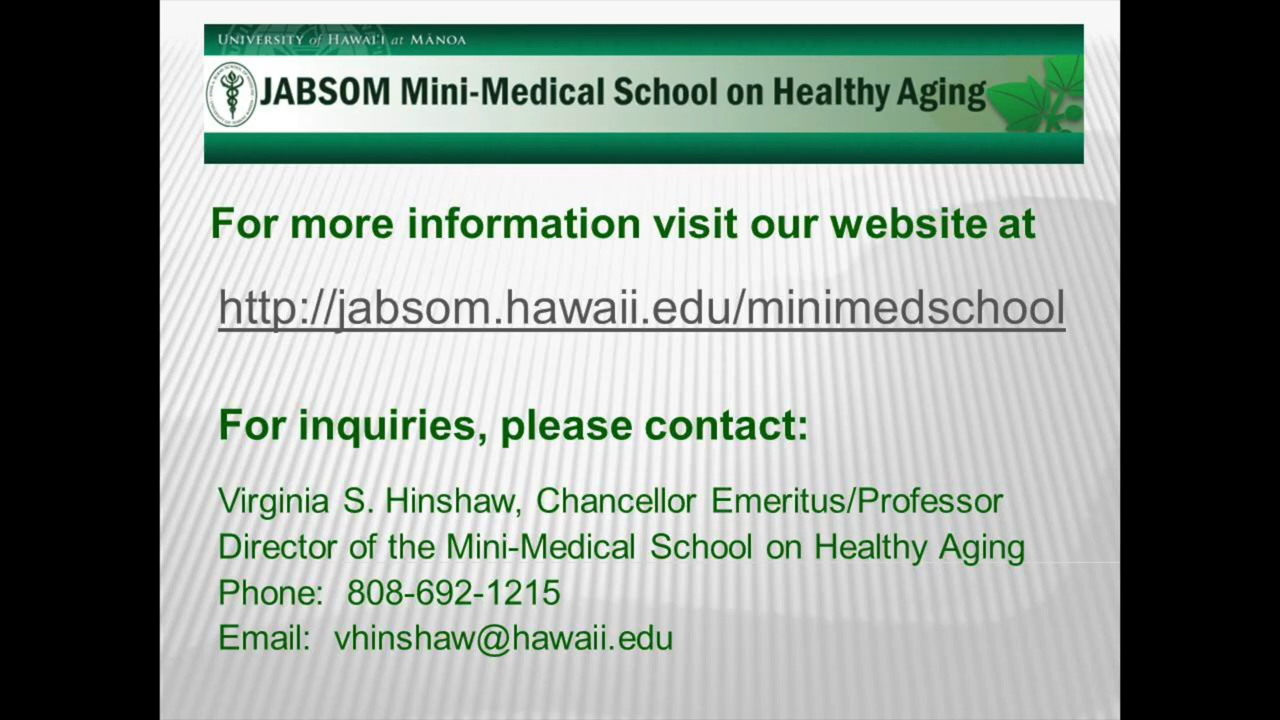 UNIVERSITY of HAWAI'I at MĀNOA
JABSOM Mini-Medical School on Healthy Aging
For more information visit our website at
http://jabsom.hawaii.edu/minimedschool
For inquiries, please contact:
Virginia S. Hinshaw, Chancellor Emeritus/Professor
Director of the Mini-Medical School on Healthy Aging
Phone: 808-692-1215
Email: vhinshaw@hawaii.edu